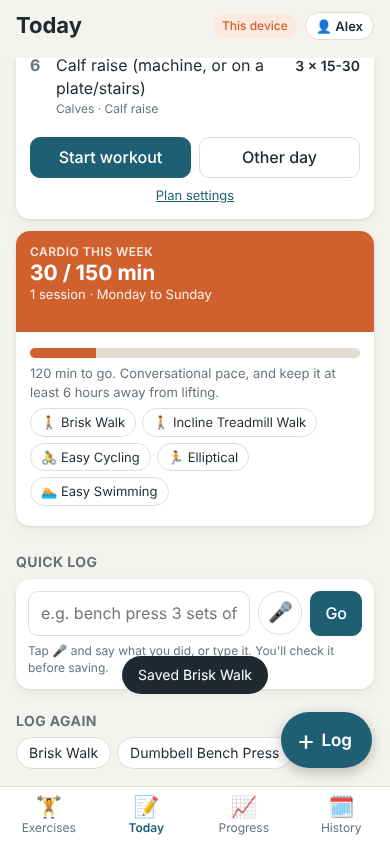 Today
This device
Alex
6 Calf raise (machine, or on a 3 × 15-30
plate/stairs)
Calves · Calf raise
Start workout
Other day
Plan settings
CARDIO THIS WEEK
30 / 150 min
1 session · Monday to Sunday
120 min to go. Conversational pace, and keep it at
least 6 hours away from lifting.
Brisk Walk
Incline Treadmill Walk
Easy Cycling
Elliptical
Easy Swimming
QUICK LOG
e.g. bench press 3 sets of
Go
Tap 🎤 and say what you did, or type it. You'll check it
before saving.
Saved Brisk Walk
LOG AGAIN
Brisk Walk
Dumbbell Bench Press
+ Log
Exercises
Today
Progress
History